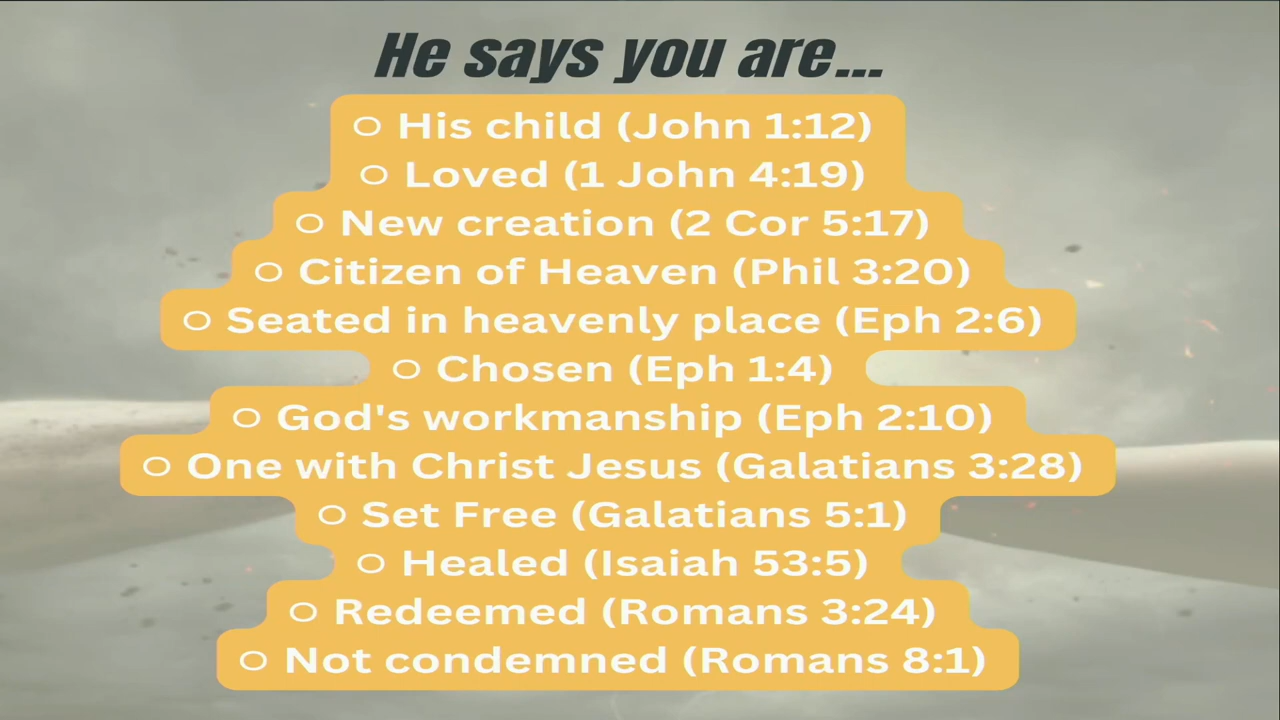 He says you are...
○ His child (John 1:12)
○ Loved (1 John 4:19)
○ New creation (2 Cor 5:17)
○ Citizen of Heaven (Phil 3:20)
○ Seated in heavenly place (Eph 2:6)
○ Chosen (Eph 1:4)
○ God's workmanship (Eph 2:10)
○ One with Christ Jesus (Galatians 3:28)
○ Set Free (Galatians 5:1)
○ Healed (Isaiah 53:5)
○ Redeemed (Romans 3:24)
○ Not condemned (Romans 8:1)